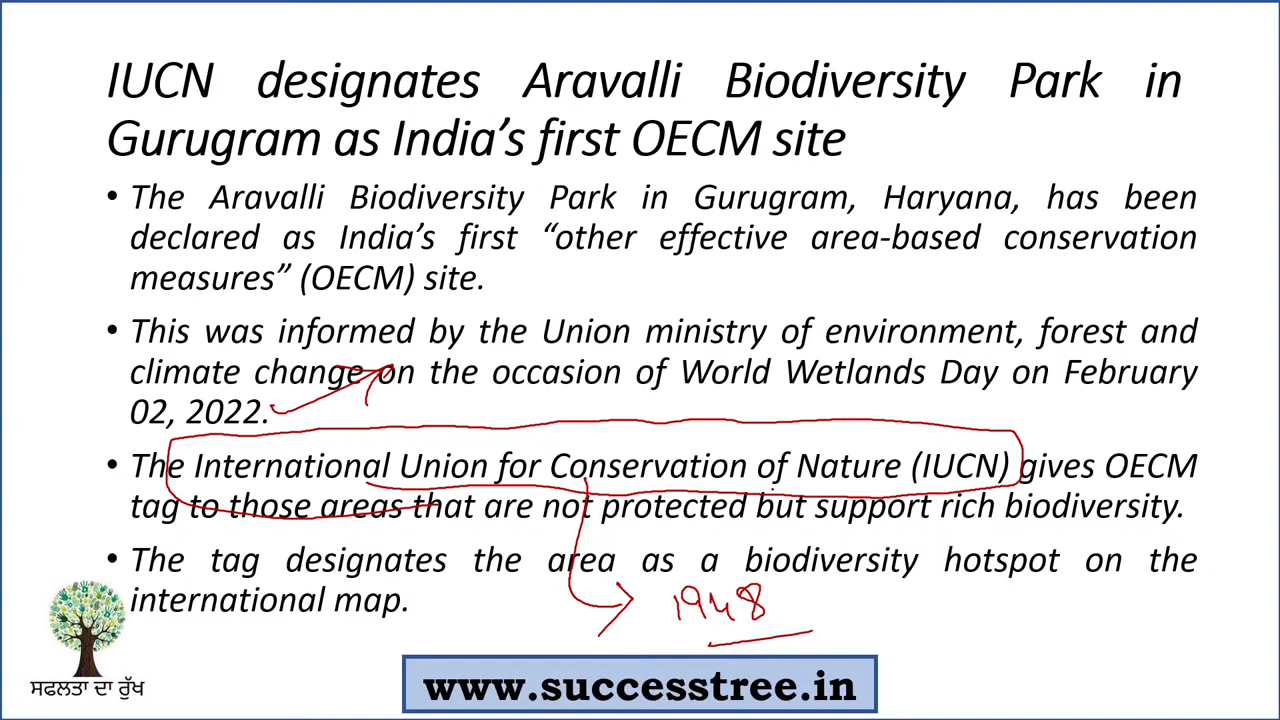 IUCN designates Aravalli Biodiversity Park in
Gurugram as India's first OECM site
• The Aravalli Biodiversity Park in Gurugram, Haryana, has been
declared as India's first “other effective area-based conservation
measures” (OECM) site.
• This was informed by the Union ministry of environment, forest and
climate change on the occasion of World Wetlands Day on February
02, 2022.
• The International Union for Conservation of Nature (IUCN) gives OECM
tag to those areas that are not protected but support rich biodiversity.
• The tag designates the area as a biodiversity hotspot on the
international map.
1948
ਸਫਲਤਾ ਦਾ ਰੁੱਖ
www.successtree.in